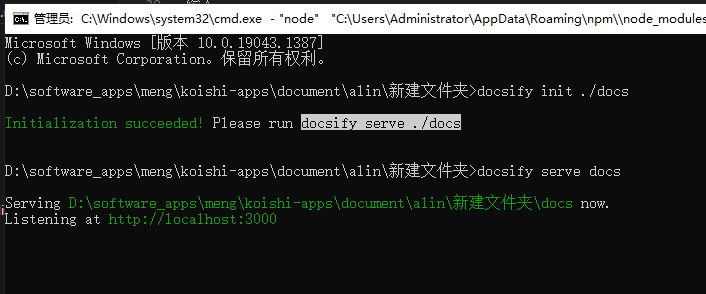 管理员: C:\Windows\system32\cmd.exe - "node" "C:\Users\Administrator\AppData\Roaming\npm\\node_modules
Microsoft Windows [版本 10.0.19043.1387]
(c) Microsoft Corporation。保留所有权利。
D:\software_apps\meng\koishi-apps\document\alin\新建文件夹>docsify init ./docs
Initialization succeeded! Please run docsify serve ./docs
D:\software_apps\meng\koishi-apps\document\alin\新建文件夹>docsify serve docs
Serving D:\software_apps\meng\koishi-apps\document\alin\新建文件夹\docs now.
Listening at http://localhost:3000